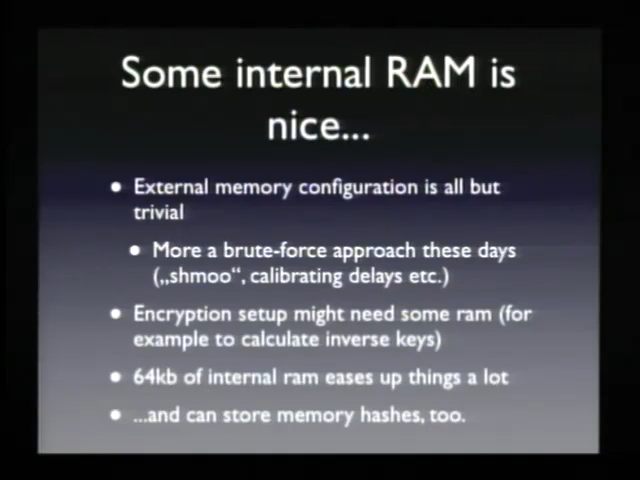 Some internal RAM is
nice...
• External memory configuration is all but
trivial
• More a brute-force approach these days
(„shmoo“, calibrating delays etc.)
• Encryption setup might need some ram (for
example to calculate inverse keys)
• 64kb of internal ram eases up things a lot
• ...and can store memory hashes, too.